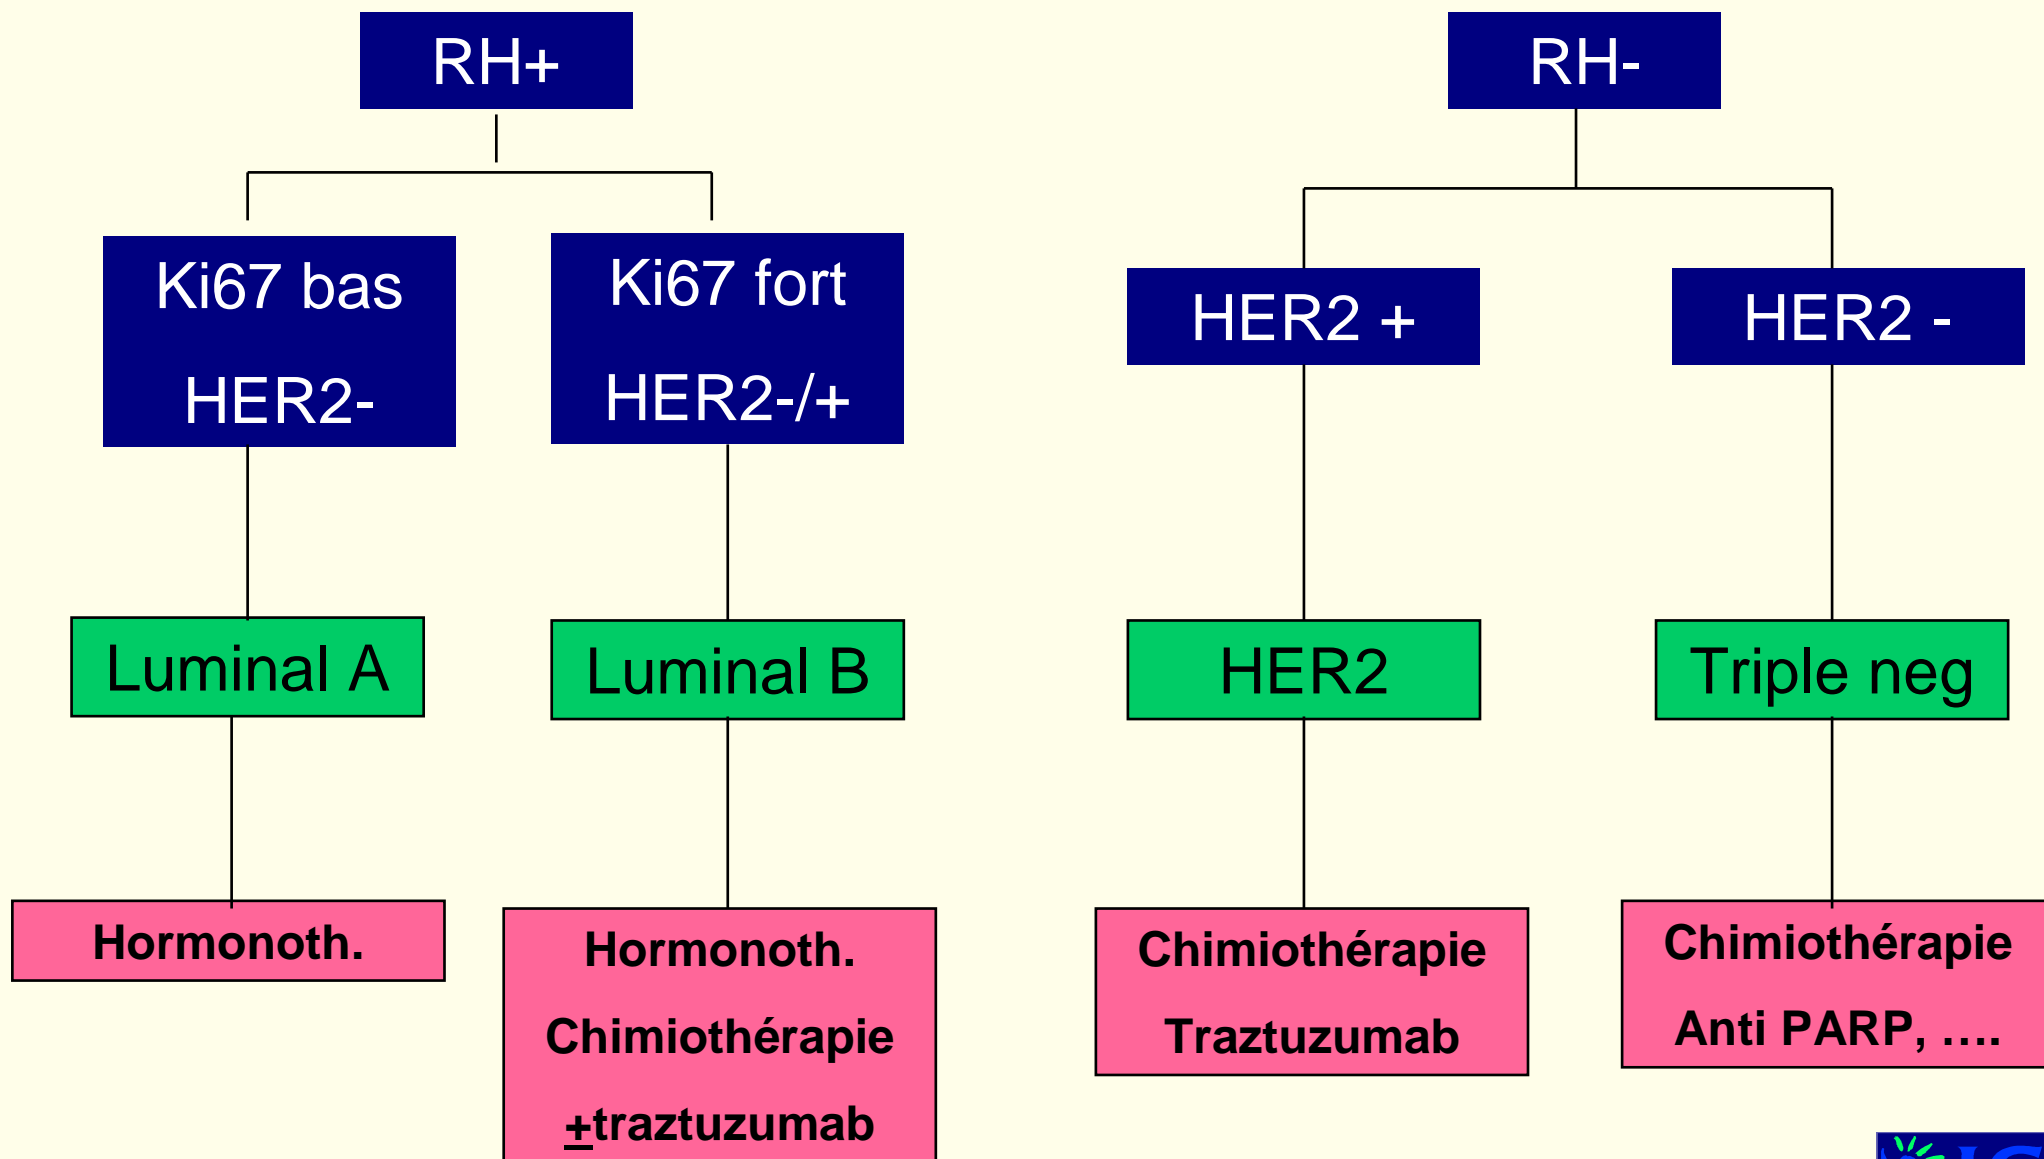 RH+
RH-
Ki67 bas
HER2-
Ki67 fort
HER2-/+
HER2 +
HER2 -
Luminal A
Luminal B
HER2
Triple neg
Hormonoth.
Hormonoth.
Chimiothérapie
±traztuzumab
Chimiothérapie
Traztuzumab
Chimiothérapie
Anti PARP, ....